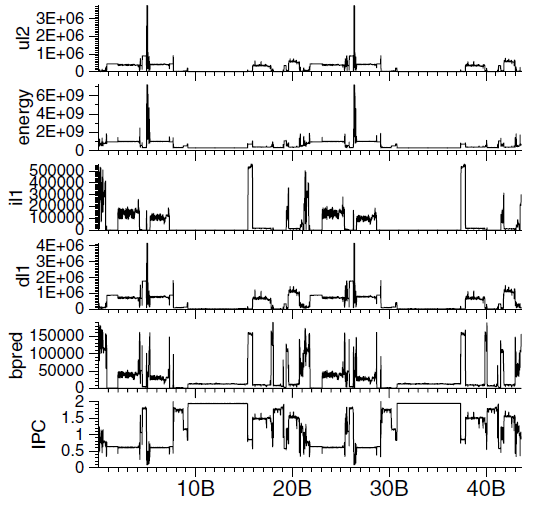 ul2
3E+06
2E+06
1E+06
0
energy
6E+09
4E+09
2E+09
0
il1
500000
400000
300000
200000
100000
0
dl1
4E+06
3E+06
2E+06
1E+06
0
bpred
150000
100000
50000
0
IPC
2
1.5
1
0.5
0
10B 20B 30B 40B